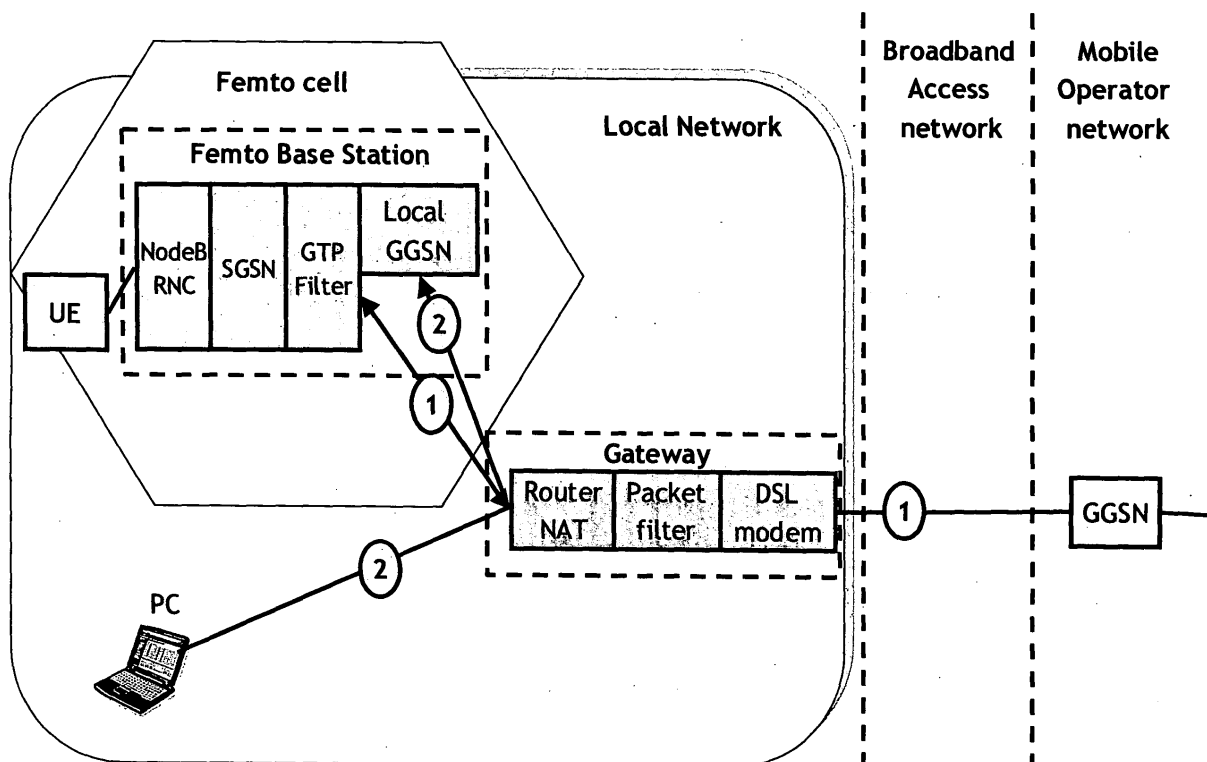 Femto cell
Broadband
Access
network
Mobile
Operator
network
Local Network
Femto Base Station
NodeB
RNC
SGSN
GTP
Filter
Local
GGSN
UE
2
1
Gateway
Router
NAT
Packet
filter
DSL
modem
1
GGSN
2
PC